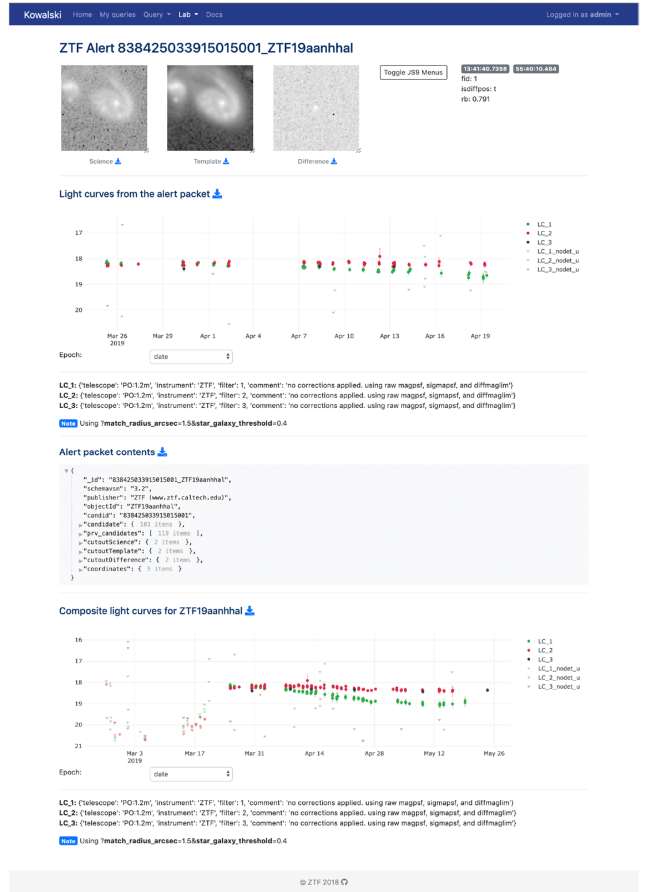 Kowalski Home My queries Query Lab Docs Logged in as admin
ZTF Alert 838425033915015001_ZTF19aanhhal
Toggle JS9 Menus
13:41:40.7358 55:40:10.484
fid: 1
isdiffpos: t
rb: 0.791
Science Template Difference
Light curves from the alert packet
LC_1
LC_2
LC_3
LC_1_nodet_u
LC_2_nodet_u
LC_3_nodet_u
17
18
19
20
Mar 26 Mar 29 Apr 1 Apr 4 Apr 7 Apr 10 Apr 13 Apr 16 Apr 19
2019
Epoch: date
LC_1: {'telescope': 'PO:1.2m', 'instrument': 'ZTF', 'filter': 1, 'comment': 'no corrections applied. using raw magpsf, sigmapsf, and diffmaglim'}
LC_2: {'telescope': 'PO:1.2m', 'instrument': 'ZTF', 'filter': 2, 'comment': 'no corrections applied. using raw magpsf, sigmapsf, and diffmaglim'}
LC_3: {'telescope': 'PO:1.2m', 'instrument': 'ZTF', 'filter': 3, 'comment': 'no corrections applied. using raw magpsf, sigmapsf, and diffmaglim'}
Note Using ?match_radius_arcsec=1.5&star_galaxy_threshold=0.4
Alert packet contents
{
"_id": "838425033915015001_ZTF19aanhhal",
"schemavsn": "3.2",
"publisher": "ZTF (www.ztf.caltech.edu)",
"objectId": "ZTF19aanhhal",
"candid": "838425033915015001",
"candidate": { 101 items },
"prv_candidates": [ 119 items ],
"cutoutScience": { 2 items },
"cutoutTemplate": { 2 items },
"cutoutDifference": { 2 items },
"coordinates": { 5 items }
}
Composite light curves for ZTF19aanhhal
LC_1
LC_2
LC_3
LC_1_nodet_u
LC_2_nodet_u
LC_3_nodet_u
16
17
18
19
20
21
Mar 3 Mar 17 Mar 31 Apr 14 Apr 28 May 12 May 26
2019
Epoch: date
LC_1: {'telescope': 'PO:1.2m', 'instrument': 'ZTF', 'filter': 1, 'comment': 'no corrections applied. using raw magpsf, sigmapsf, and diffmaglim'}
LC_2: {'telescope': 'PO:1.2m', 'instrument': 'ZTF', 'filter': 2, 'comment': 'no corrections applied. using raw magpsf, sigmapsf, and diffmaglim'}
LC_3: {'telescope': 'PO:1.2m', 'instrument': 'ZTF', 'filter': 3, 'comment': 'no corrections applied. using raw magpsf, sigmapsf, and diffmaglim'}
Note Using ?match_radius_arcsec=1.5&star_galaxy_threshold=0.4
© ZTF 2018